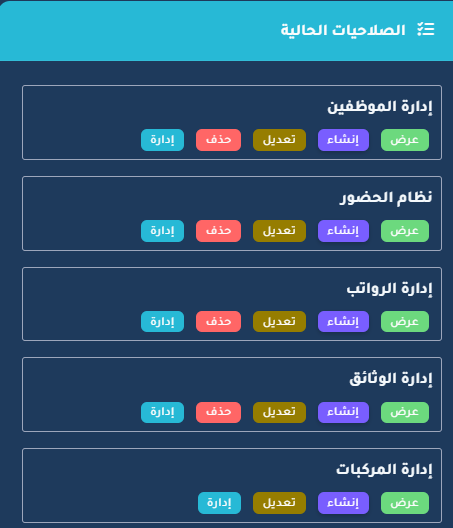 الصلاحيات الحالية
إدارة الموظفين
عرض إنشاء تعديل حذف إدارة
نظام الحضور
عرض إنشاء تعديل حذف إدارة
إدارة الرواتب
عرض إنشاء تعديل حذف إدارة
إدارة الوثائق
عرض إنشاء تعديل حذف إدارة
إدارة المركبات
عرض إنشاء تعديل إدارة